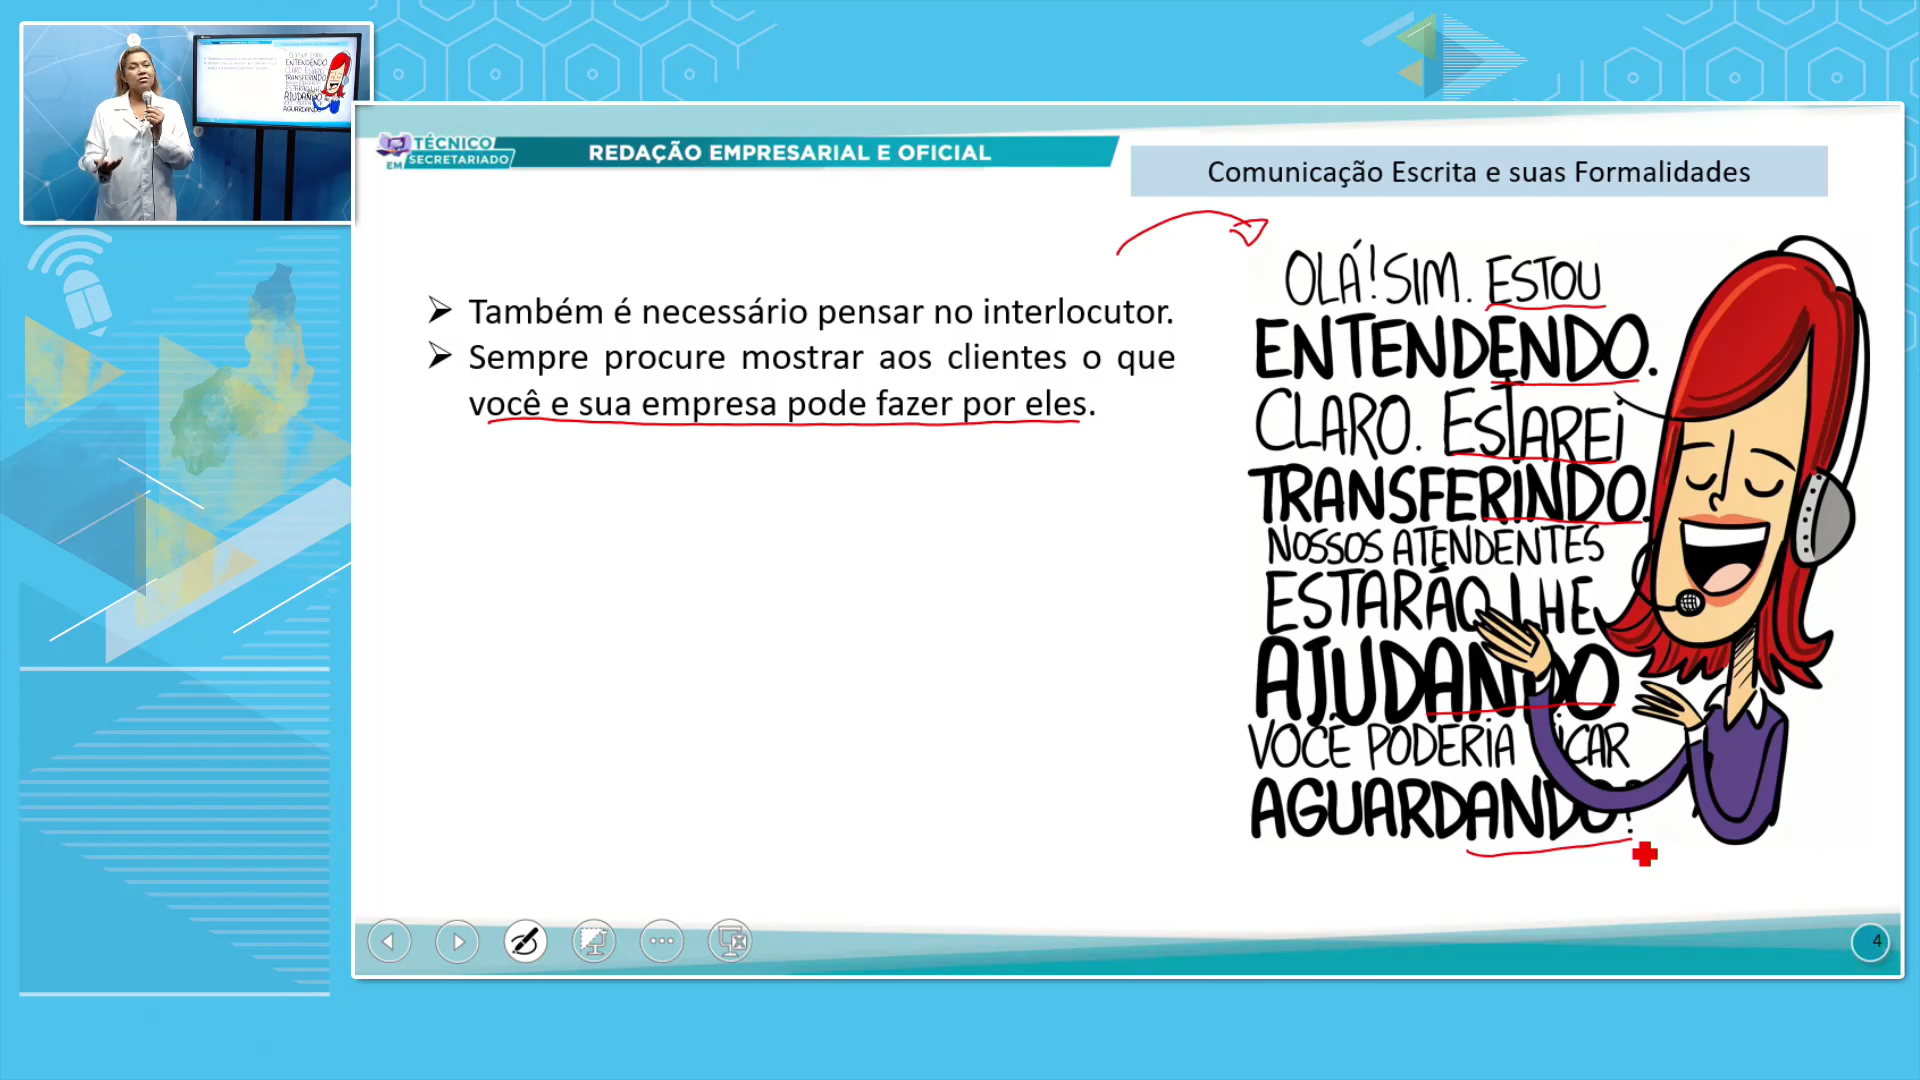 TÉCNICO
EM SECRETARIADO
REDAÇÃO EMPRESARIAL E OFICIAL
Comunicação Escrita e suas Formalidades
Também é necessário pensar no interlocutor.
Sempre procure mostrar aos clientes o que
você e sua empresa pode fazer por eles.
OLÁ! SIM. ESTOU
ENTENDENDO.
CLARO. ESTAREI
TRANSFERINDO.
NOSSOS ATENDENTES
ESTARÃO LHE
AJUDANDO
VOCÊ PODERIA FICAR
AGUARDANDO?
4